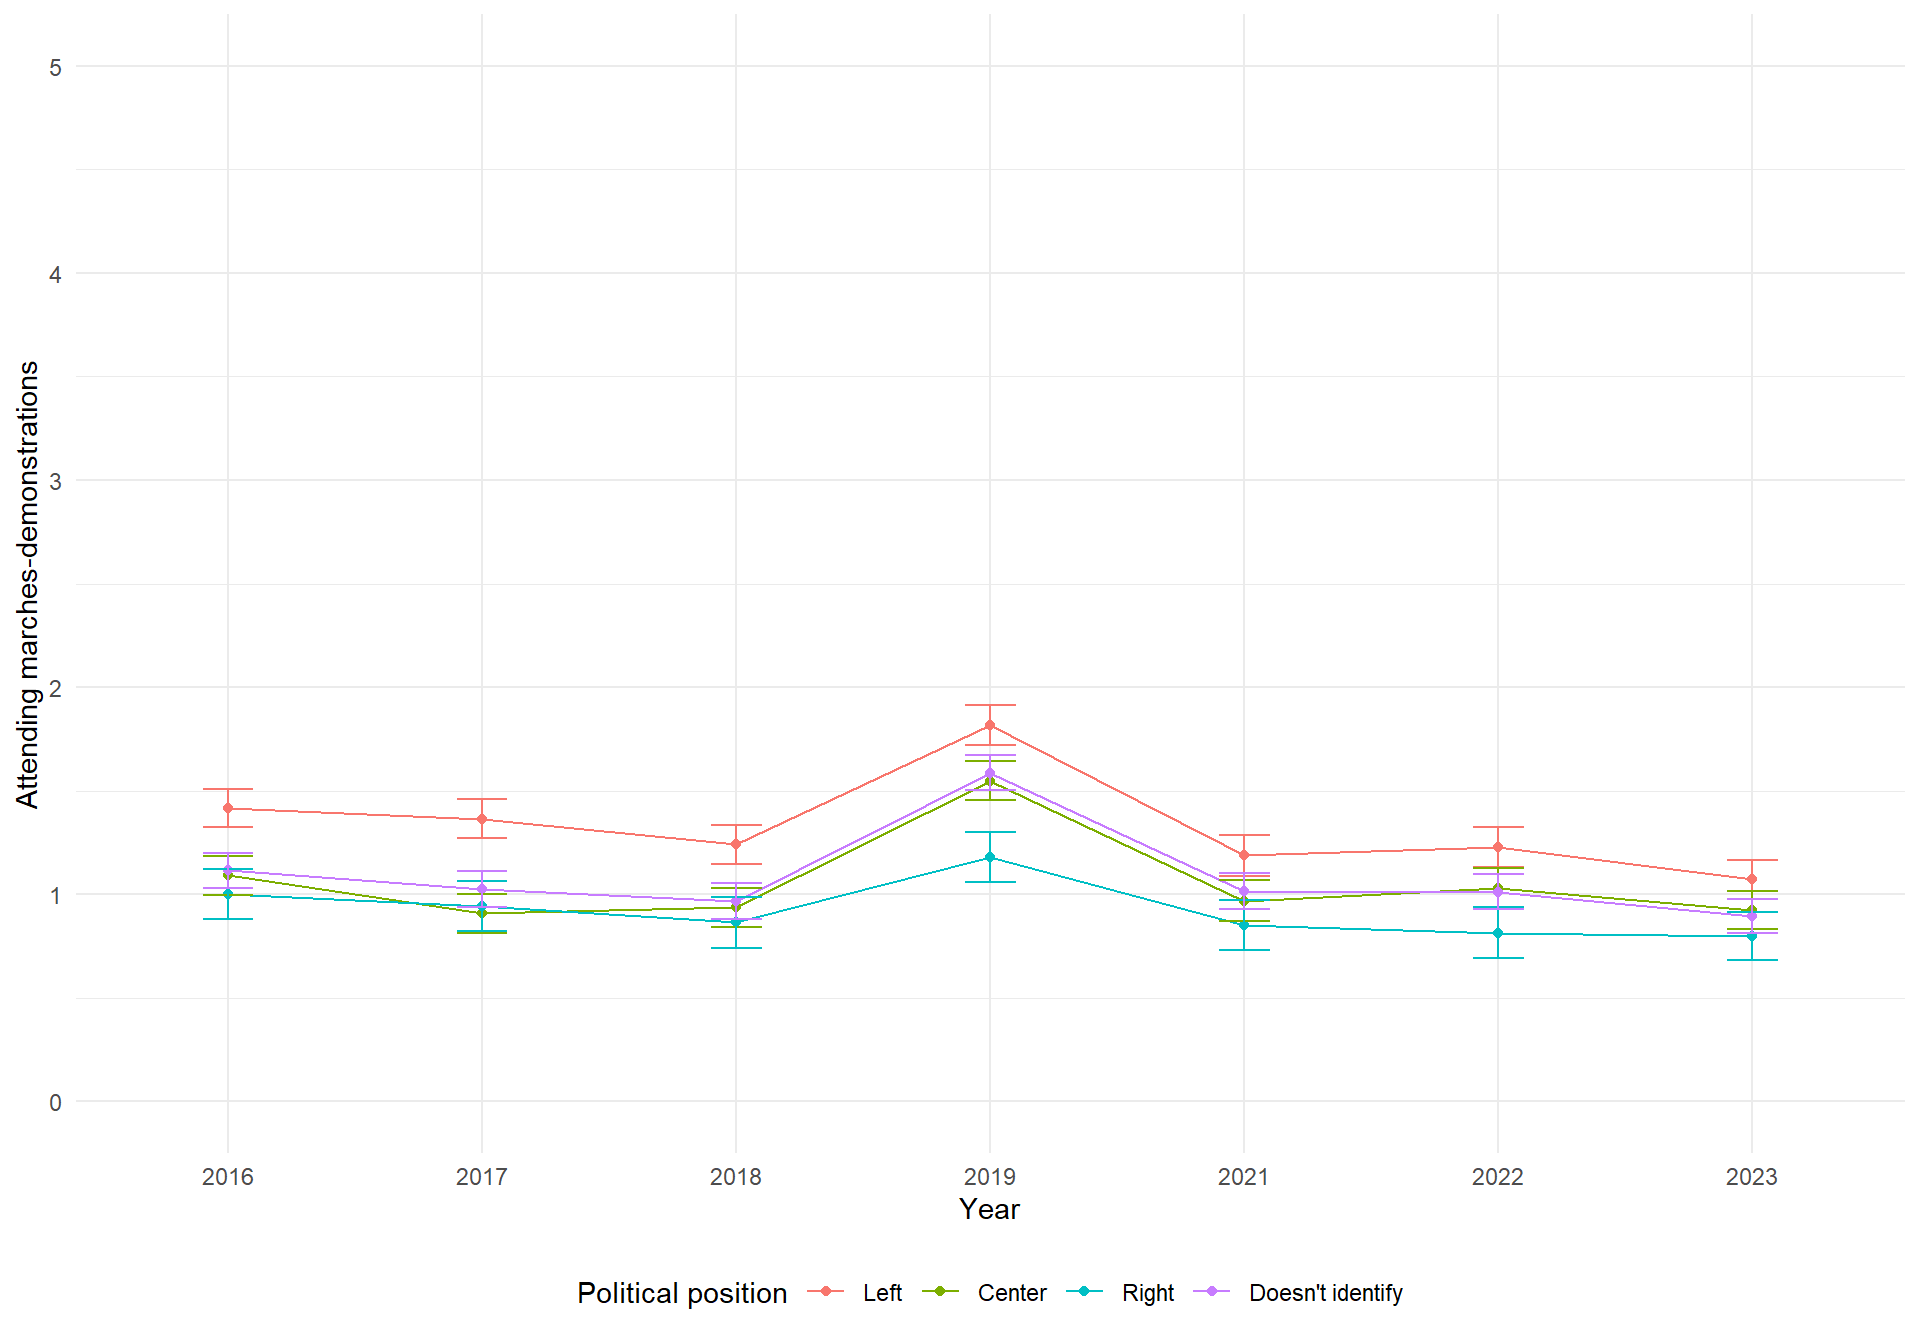 5
4
3
2
1
0
Attending marches-demonstrations
2016 2017 2018 2019 2021 2022 2023
Year
Political position Left Center Right Doesn't identify